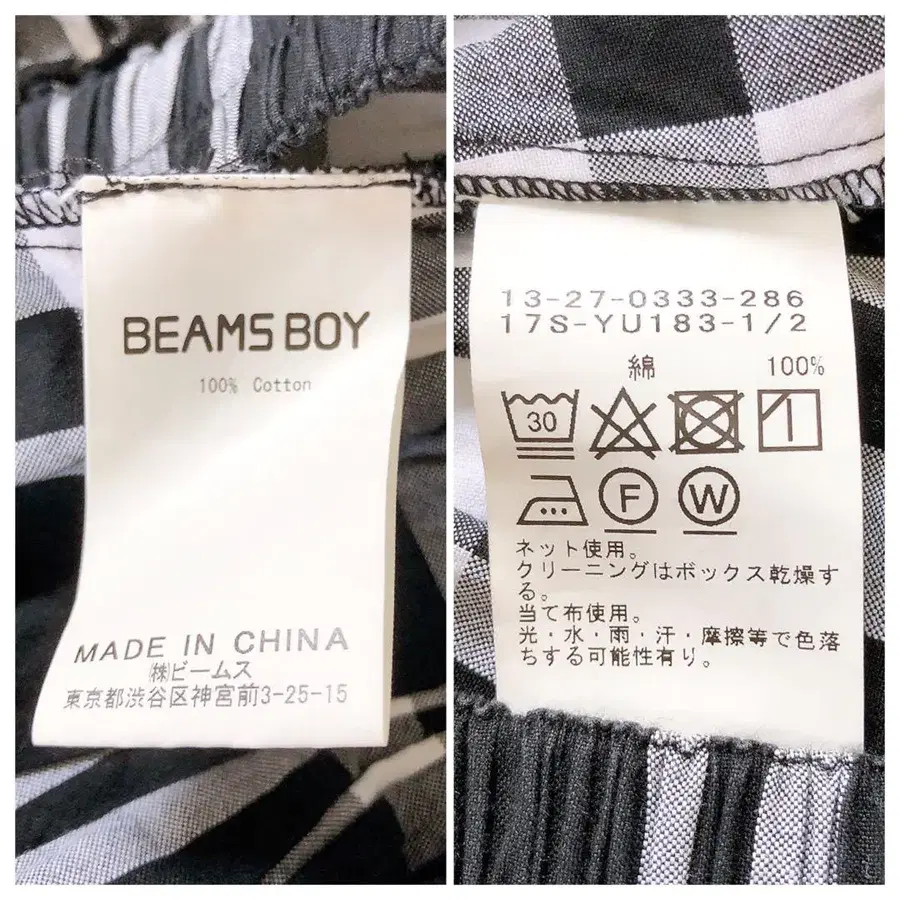 BEAMS BOY
100% Cotton
MADE IN CHINA
㈱ビームス
東京都渋谷区神宮前3-25-15
13-27-0333-286
17S-YU183-1/2
綿 100%
30
F W
ネット使用。
クリーニングはボックス乾燥す
る。
当て布使用。
光・水・雨・汗・摩擦等で色落
ちする可能性有り。